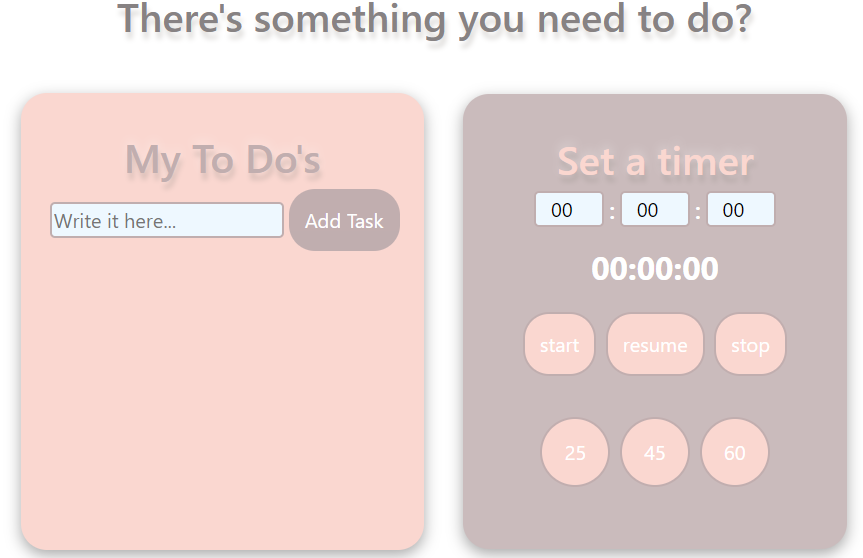 There's something you need to do?
My To Do's
Write it here...
Add Task
Set a timer
00 : 00 : 00
00:00:00
start resume stop
25 45 60